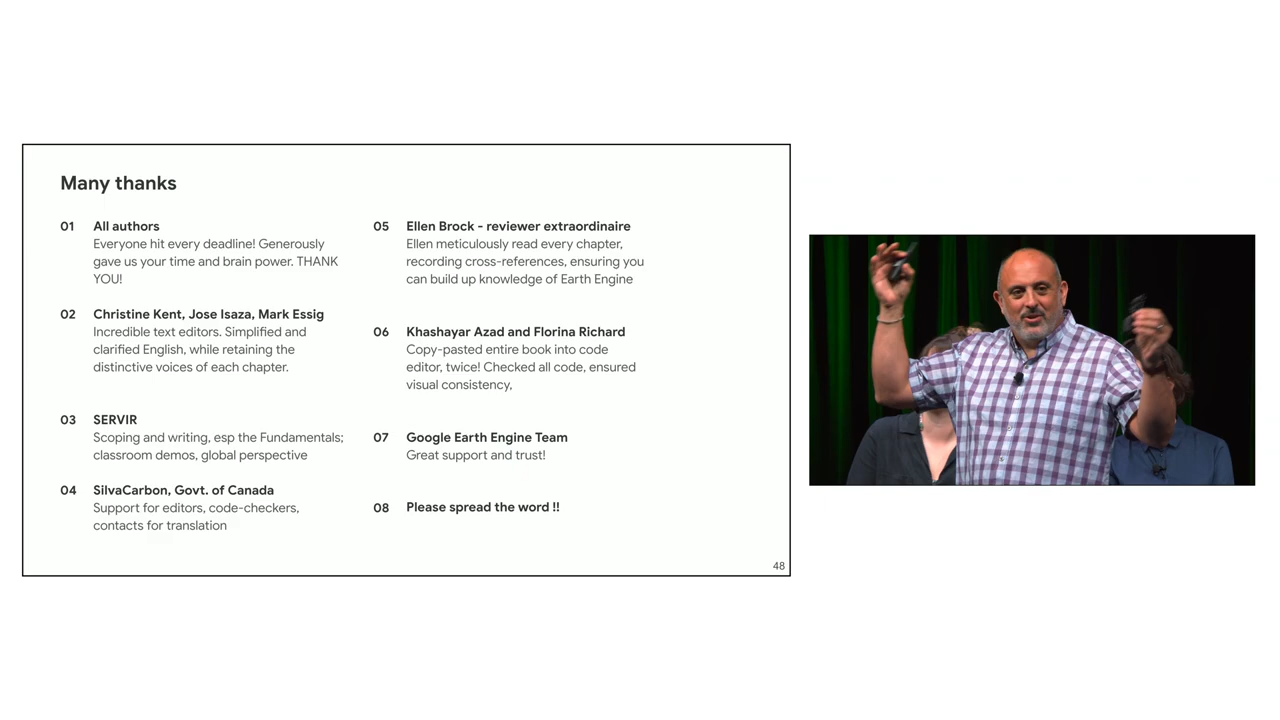 Many thanks
01 All authors
Everyone hit every deadline! Generously
gave us your time and brain power. THANK
YOU!
02 Christine Kent, Jose Isaza, Mark Essig
Incredible text editors. Simplified and
clarified English, while retaining the
distinctive voices of each chapter.
03 SERVIR
Scoping and writing, esp the Fundamentals;
classroom demos, global perspective
04 SilvaCarbon, Govt. of Canada
Support for editors, code-checkers,
contacts for translation
05 Ellen Brock - reviewer extraordinaire
Ellen meticulously read every chapter,
recording cross-references, ensuring you
can build up knowledge of Earth Engine
06 Khashayar Azad and Florina Richard
Copy-pasted entire book into code
editor, twice! Checked all code, ensured
visual consistency,
07 Google Earth Engine Team
Great support and trust!
08 Please spread the word !!
48